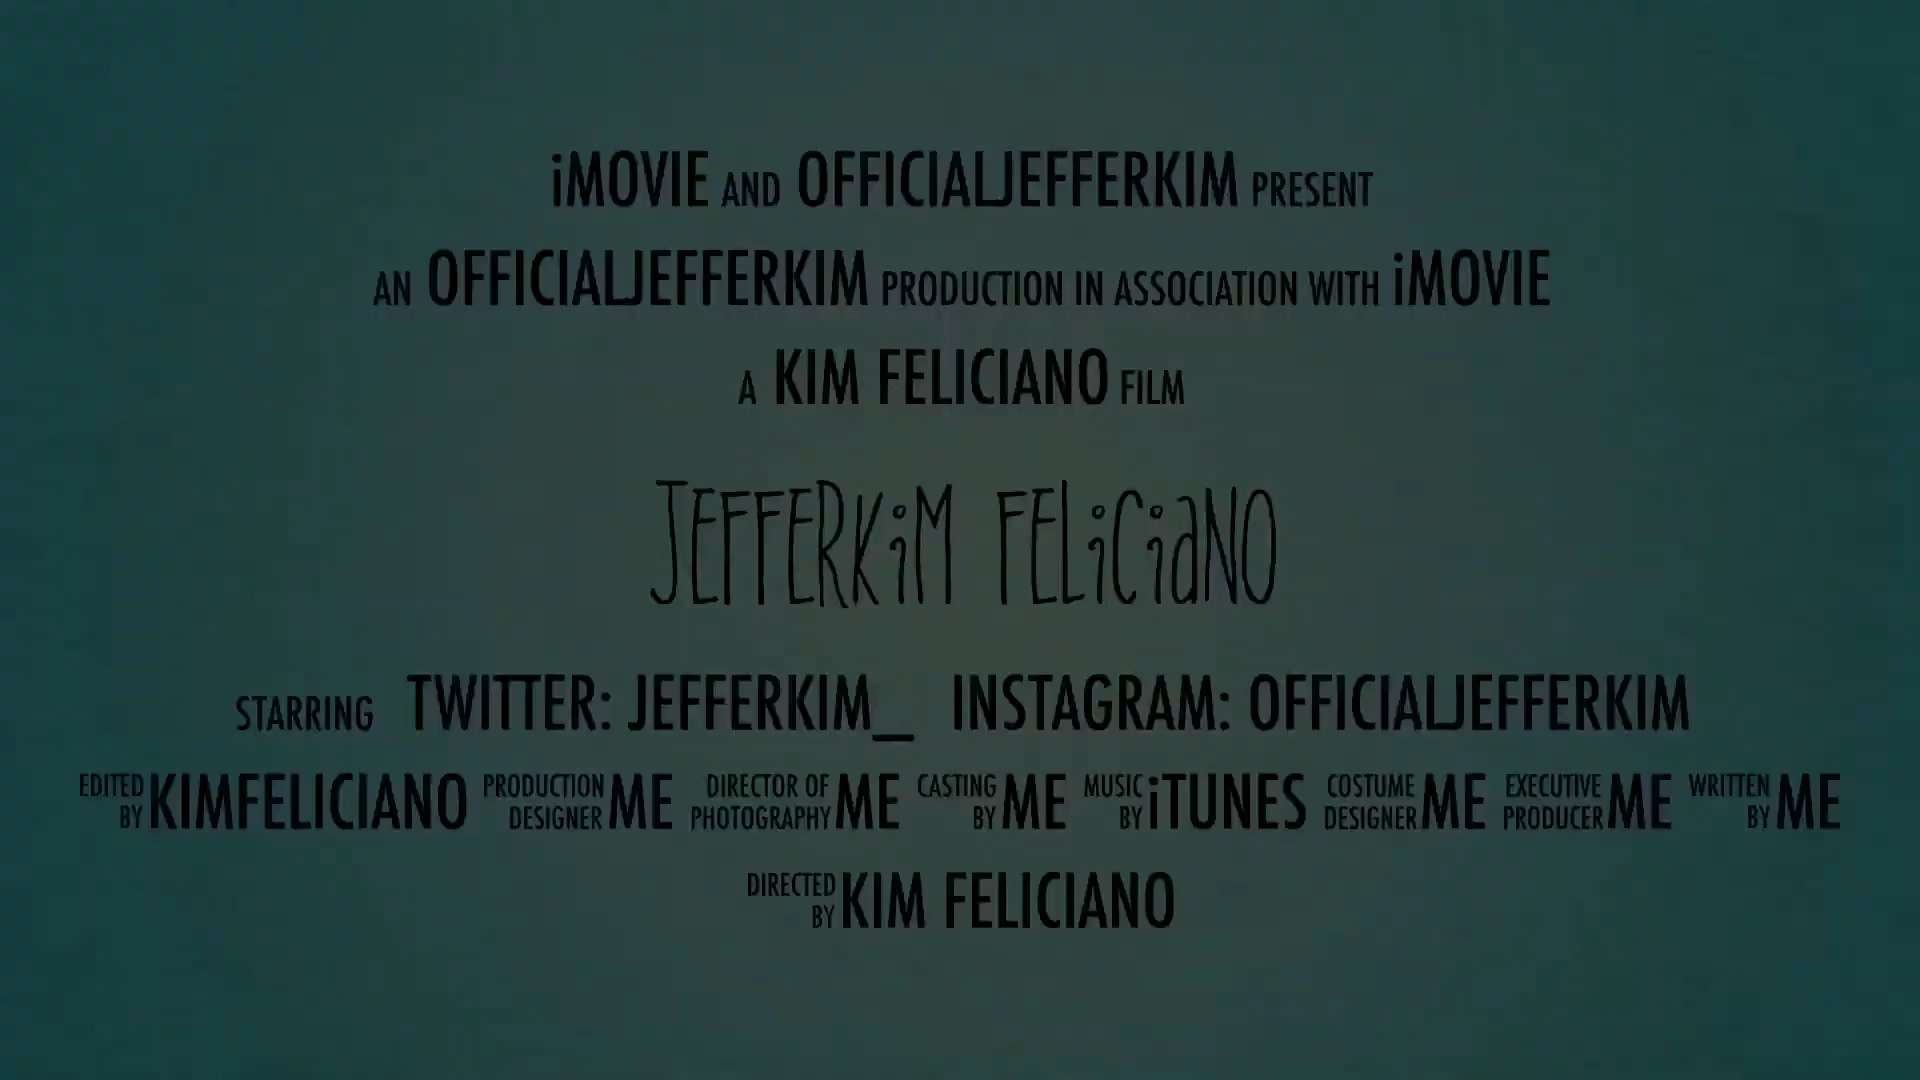 iMOVIE AND OFFICIALJEFFERKIM PRESENT
AN OFFICIALJEFFERKIM PRODUCTION IN ASSOCIATION WITH iMOVIE
A KIM FELICIANO FILM
JEFFERKiM FELiCiaNO
STARRING TWITTER: JEFFERKIM_ INSTAGRAM: OFFICIALJEFFERKIM
EDITED BY KIMFELICIANO PRODUCTION DESIGNER ME DIRECTOR OF PHOTOGRAPHY ME CASTING BY ME MUSIC BY iTUNES COSTUME DESIGNER ME EXECUTIVE PRODUCER ME WRITTEN BY ME
DIRECTED BY KIM FELICIANO